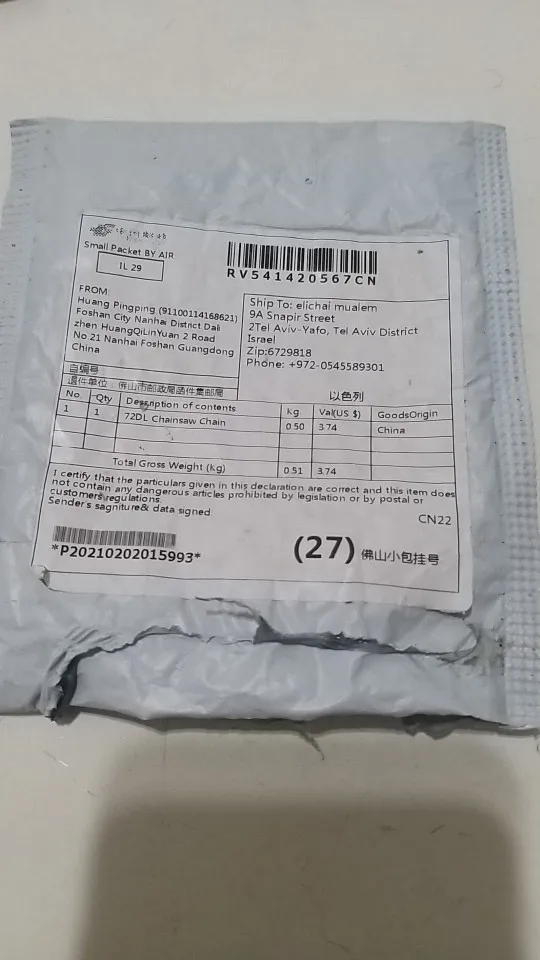 Small Packet BY AIR
IL 29
RV541420567CN
FROM:
Huang Pingping (91100114168621)
Foshan City Nanhai District Dali
zhen HuangQiLinYuan 2 Road
No.21 Nanhai Foshan Guangdong
China
Ship To: elichai mualem
9A Snapir Street
2Tel Aviv-Yafo, Tel Aviv District
Israel
Zip:6729818
Phone: +972-0545589301
自编号:
退件单位: 佛山市邮政局函件集邮局
以色列
No. Qty Description of contents kg Val(US $) GoodsOrigin
1 1 72DL Chainsaw Chain 0.50 3.74 China
Total Gross Weight (kg) 0.51 3.74
I certify that the particulars given in this declaration are correct and this item does
not contain any dangerous articles prohibited by legislation or by postal or
customers regulations.
Sender's sagniture& data signed
CN22
*P20210202015993*
(27) 佛山小包挂号